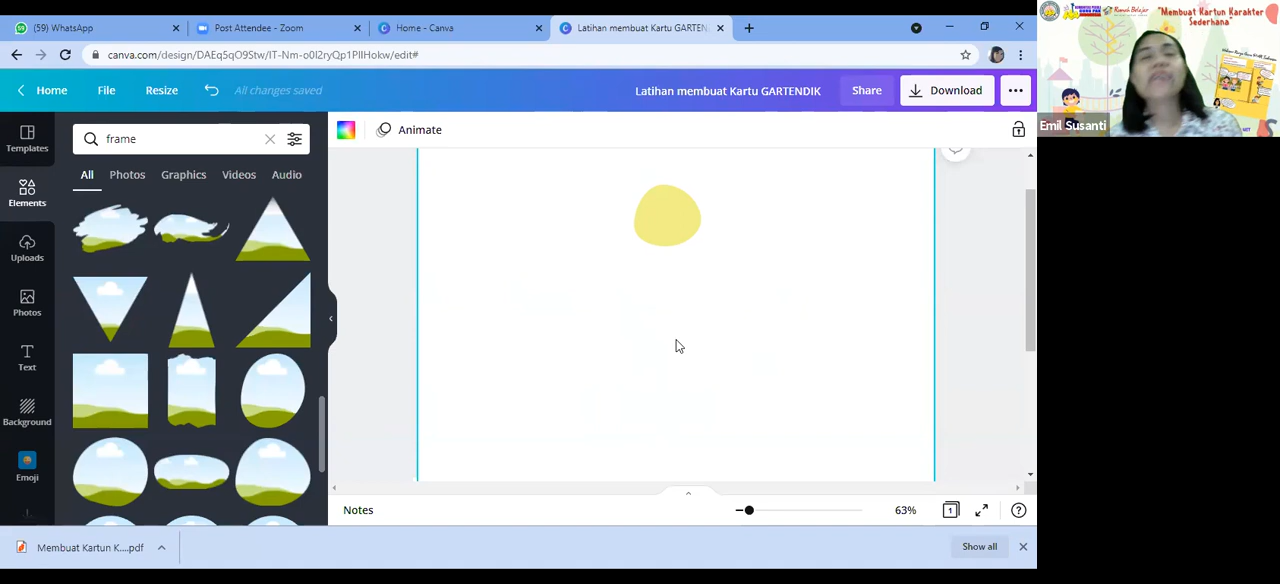 (59) WhatsApp
Post Attendee - Zoom
Home - Canva
Latihan membuat Kartu GARTEN
canva.com/design/DAEq5qO9Stw/IT-Nm-o0l2ryQp1PlIHokw/edit#
Home
File
Resize
All changes saved
Latihan membuat Kartu GARTENDIK
Share
Download
"Membuat Kartun Karakter
Sederhana"
Emil Susanti
Templates
Elements
Uploads
Photos
Text
Background
Emoji
frame
All
Photos
Graphics
Videos
Audio
Animate
Notes
63%
1
Membuat Kartun K....pdf
Show all